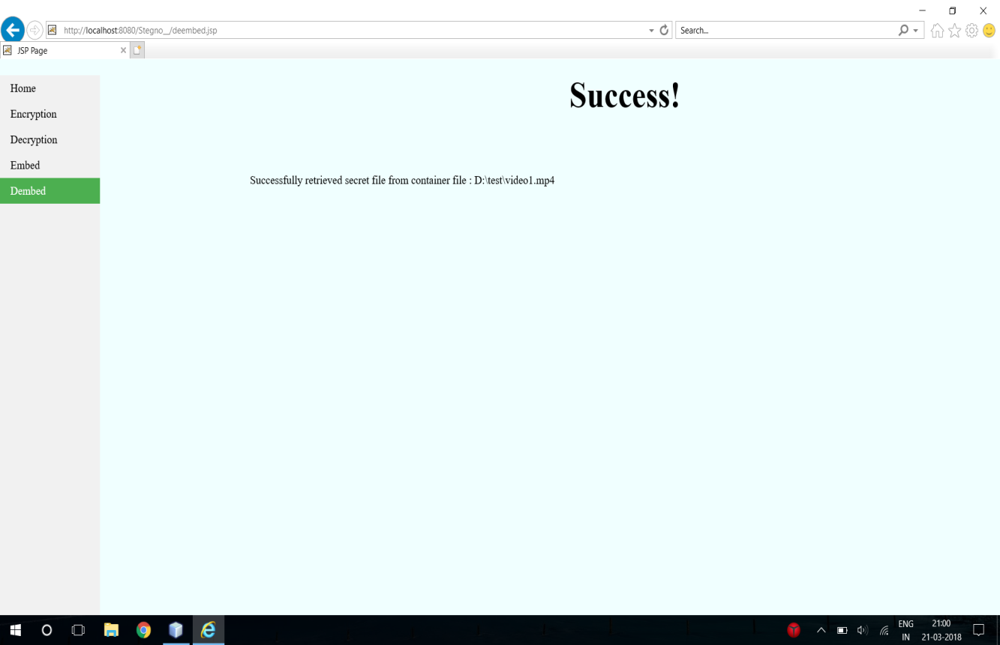 http://localhost:8080/Stegno__/deembed.jsp
Search...
JSP Page
Home
Encryption
Decryption
Embed
Dembed
Success!
Successfully retrieved secret file from container file : D:\test\video1.mp4
ENG
IN
21:00
21-03-2018